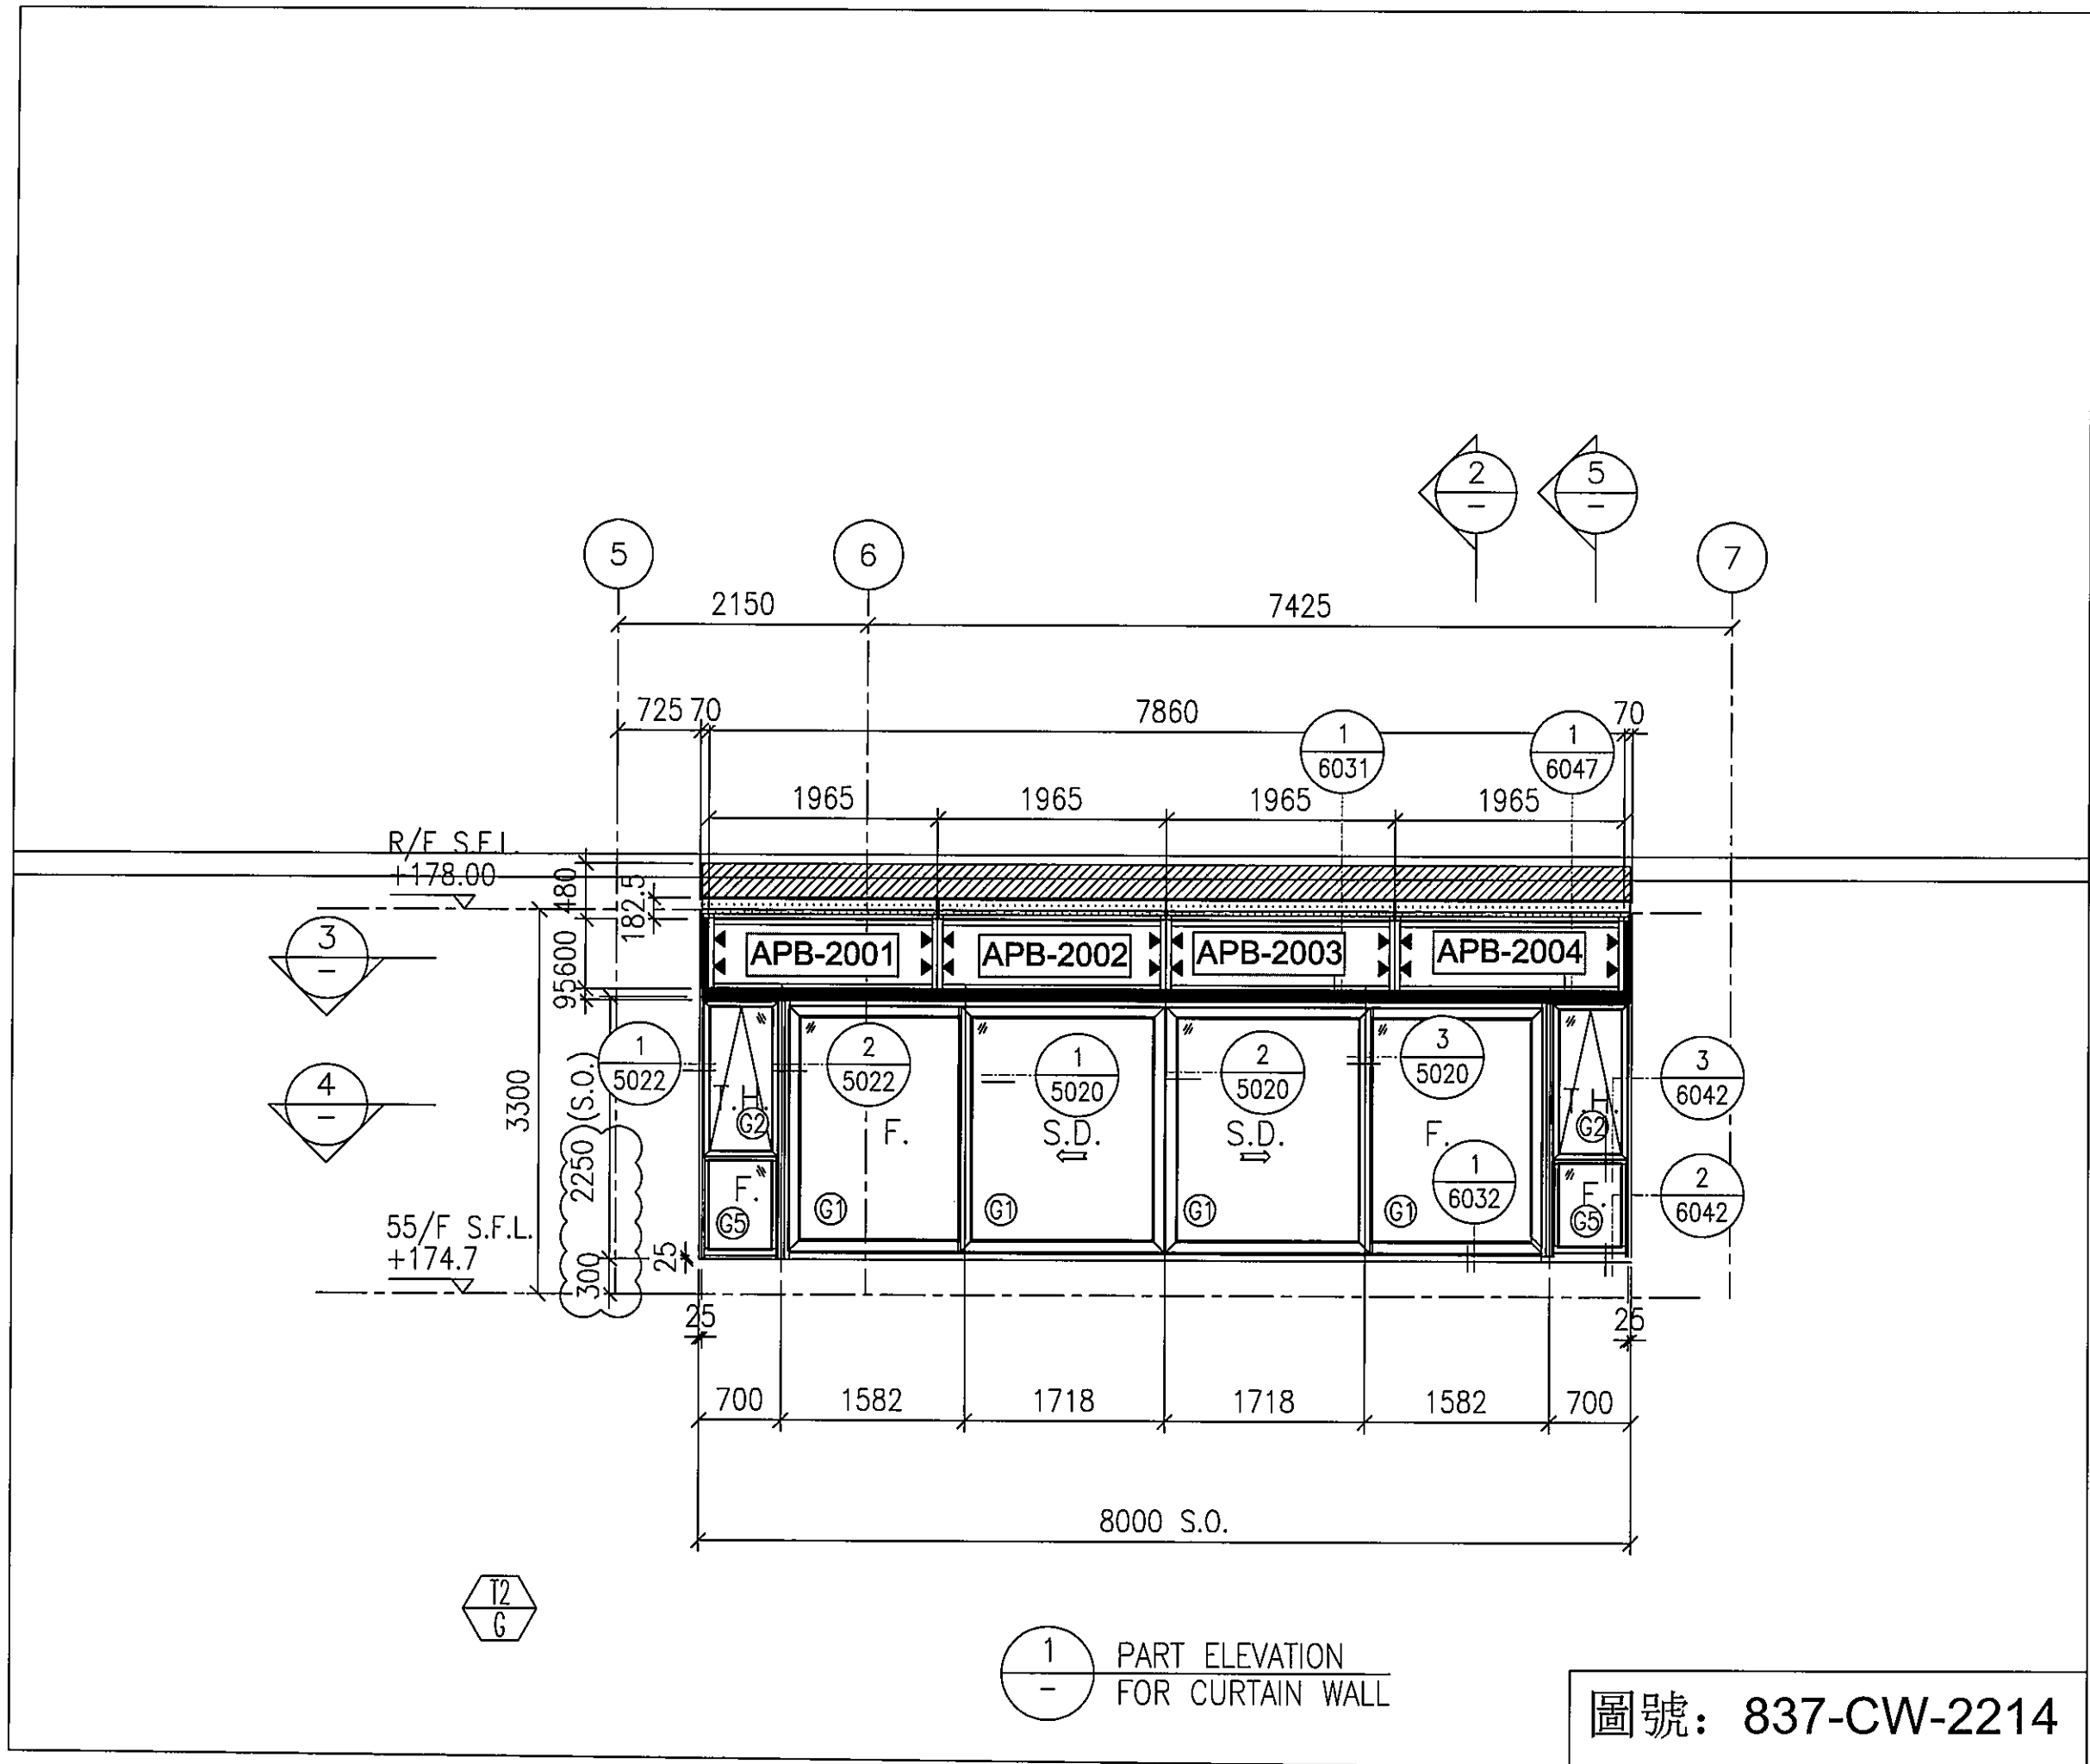 2
-
5
-
5
6
7
2150
7425
725
70
7860
70
1
6031
1
6047
1965
1965
1965
1965
R/F S.F.L.
+178.00
480
182.5
3
-
APB-2001
APB-2002
APB-2003
APB-2004
600
95
1
5022
2
5022
1
5020
2
5020
3
5020
3
6042
4
-
3300
2250 (S.O.)
T.H.
G2
F.
S.D.
S.D.
F.
T.H.
G2
1
6032
2
6042
F.
G5
G1
G1
G1
G1
F.
G5
55/F S.F.L.
+174.7
300
25
25
25
700
1582
1718
1718
1582
700
8000 S.O.
T2
G
1
-
PART ELEVATION
FOR CURTAIN WALL
圖號：837-CW-2214